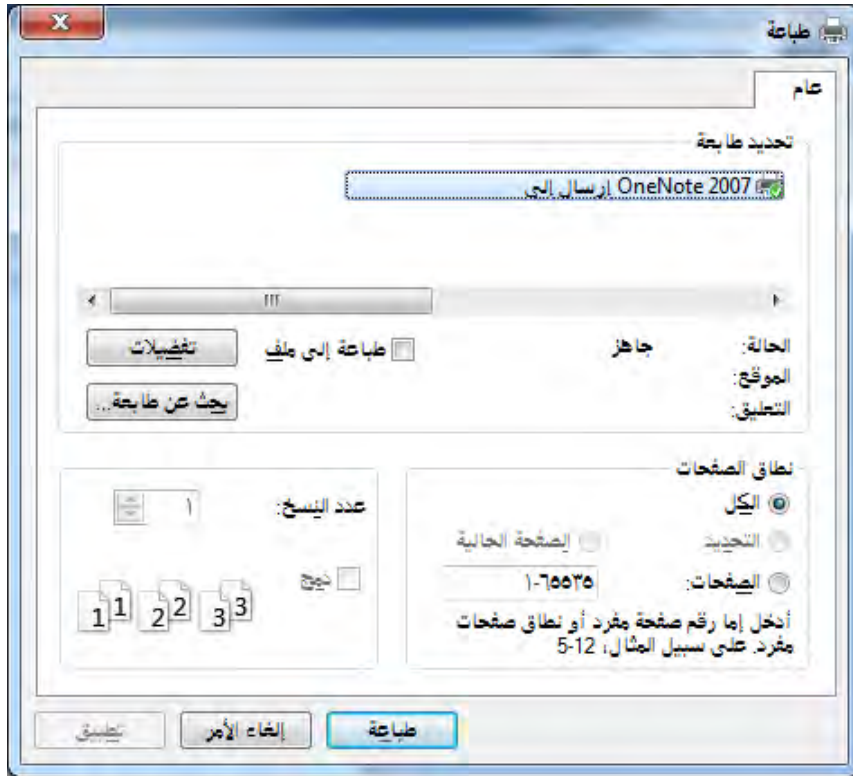 طباعة
عام
تحديد طابعة
OneNote 2007 إرسال إلى
الحالة: جاهز
طباعة إلى ملف
تفضيلات
الموقع:
التعليق:
بحث عن طابعة...
نطاق الصفحات
الكل
التحديد
الصفحة الحالية
الصفحات:
١-٦٥٥٣٥
أدخل إما رقم صفحة مفرد أو نطاق صفحات
مفرد. على سبيل المثال، 12-5
عدد النسخ:
١
دمج
1 1 2 2 3 3
طباعة
إلغاء الأمر
تطبيق